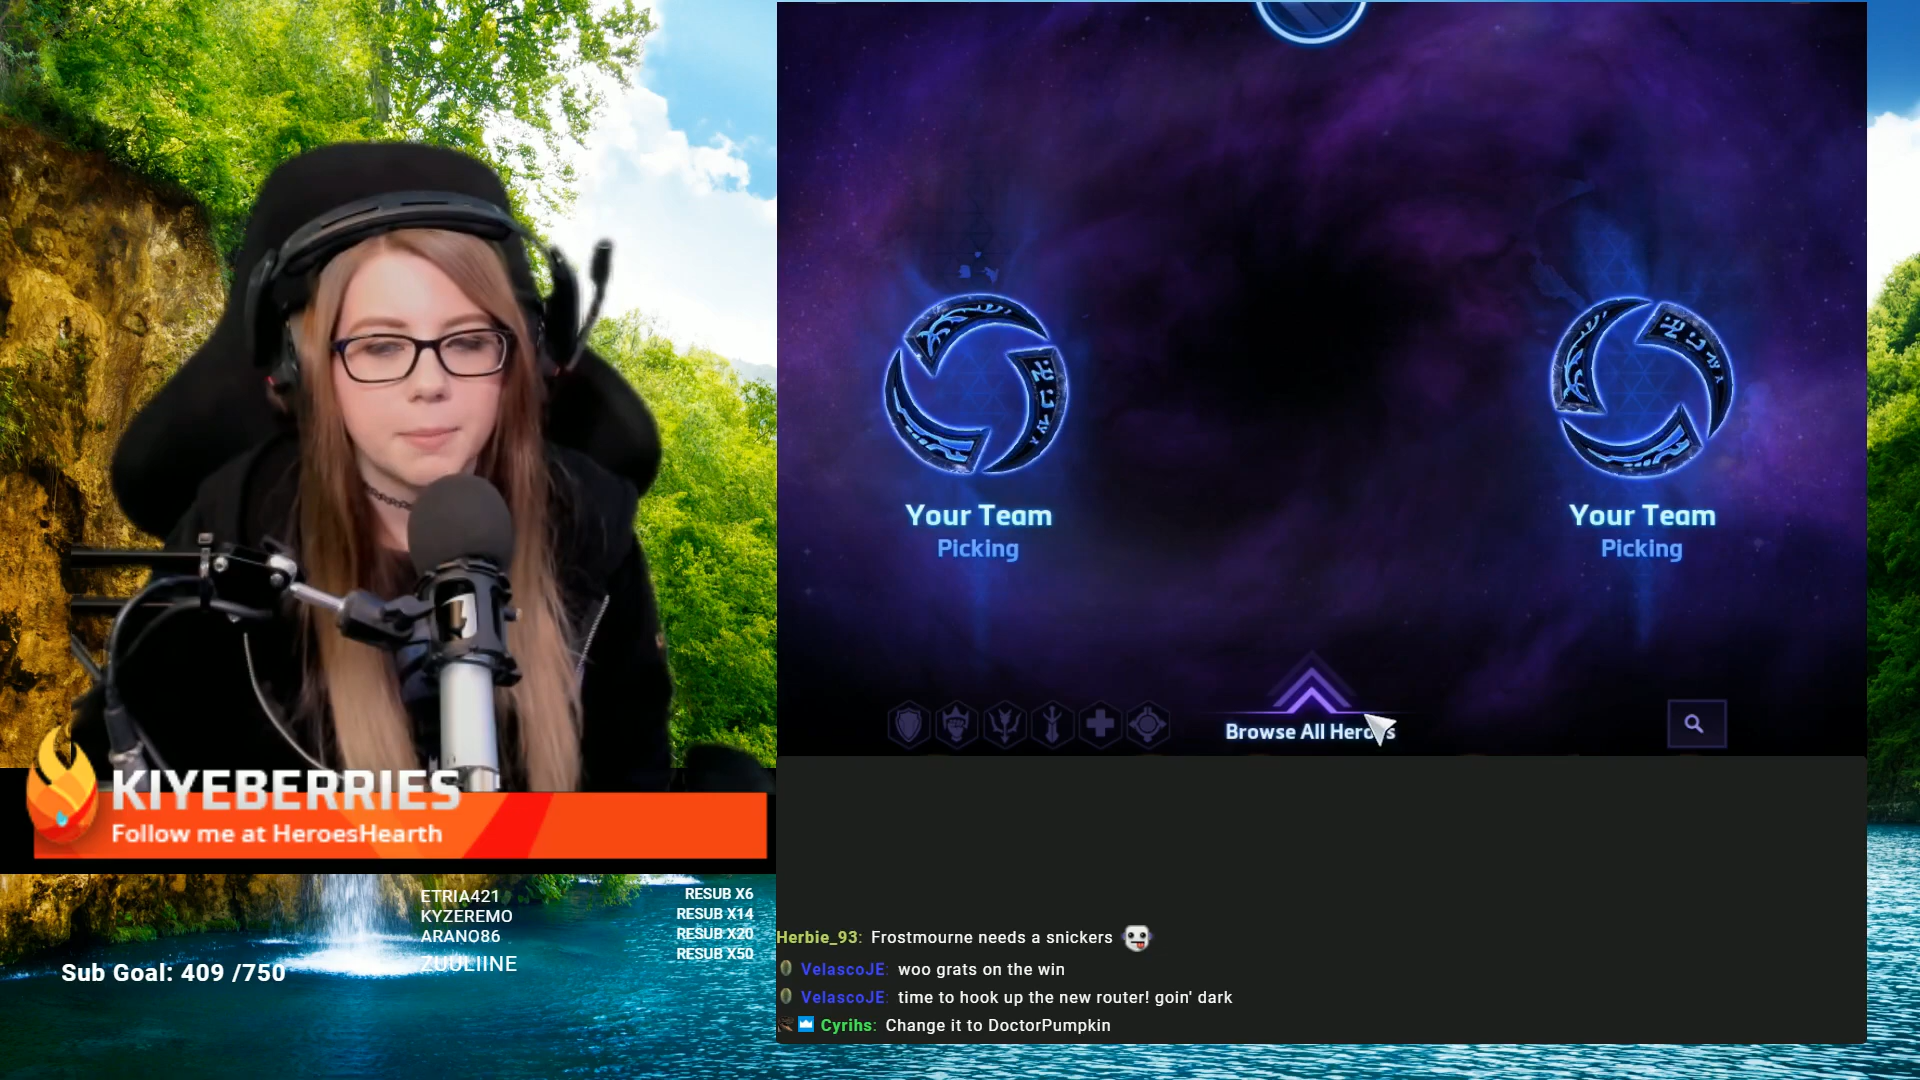 Your Team
Picking
Your Team
Picking
Browse All Heroes
KIYEBERRIES
Follow me at HeroesHearth
ETRIA421
RESUB X6
KYZEREMO
RESUB X14
ARANO86
RESUB X20
ZUULIINE
RESUB X50
Sub Goal: 409 /750
Herbie_93: Frostmourne needs a snickers
VelascoJE: woo grats on the win
VelascoJE: time to hook up the new router! goin' dark
Cyrihs: Change it to DoctorPumpkin